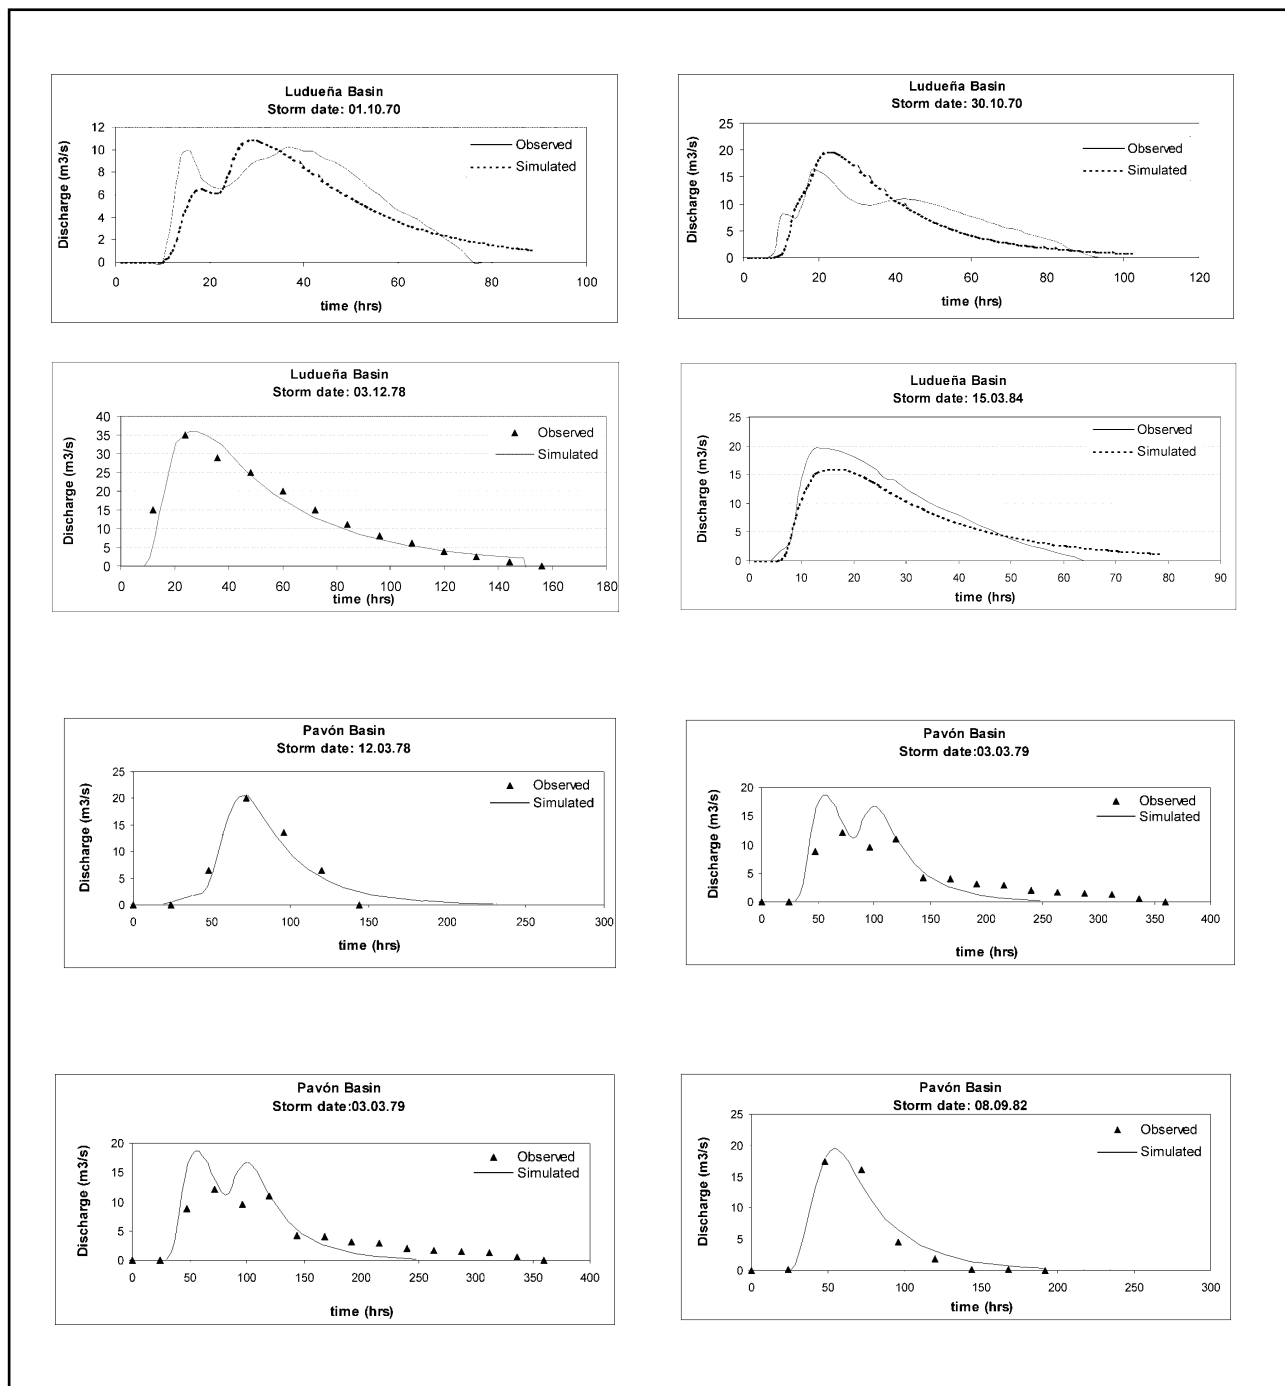 Ludueña Basin
Storm date: 01.10.70
Discharge (m3/s)
12
10
8
6
4
2
0
0 20 40 60 80 100
time (hrs)
Observed
Simulated
Ludueña Basin
Storm date: 30.10.70
Discharge (m3/s)
25
20
15
10
5
0
0 20 40 60 80 100 120
time (hrs)
Observed
Simulated
Ludueña Basin
Storm date: 03.12.78
Discharge (m3/s)
40
35
30
25
20
15
10
5
0
0 20 40 60 80 100 120 140 160 180
time (hrs)
Observed
Simulated
Ludueña Basin
Storm date: 15.03.84
Discharge (m3/s)
25
20
15
10
5
0
0 10 20 30 40 50 60 70 80 90
time (hrs)
Observed
Simulated
Pavón Basin
Storm date: 12.03.78
Discharge (m3/s)
25
20
15
10
5
0
0 50 100 150 200 250 300
time (hrs)
Observed
Simulated
Pavón Basin
Storm date:03.03.79
Discharge (m3/s)
20
15
10
5
0
0 50 100 150 200 250 300 350 400
time (hrs)
Observed
Simulated
Pavón Basin
Storm date:03.03.79
Discharge (m3/s)
20
15
10
5
0
0 50 100 150 200 250 300 350 400
time (hrs)
Observed
Simulated
Pavón Basin
Storm date: 08.09.82
Discharge (m3/s)
25
20
15
10
5
0
0 50 100 150 200 250 300
time (hrs)
Observed
Simulated